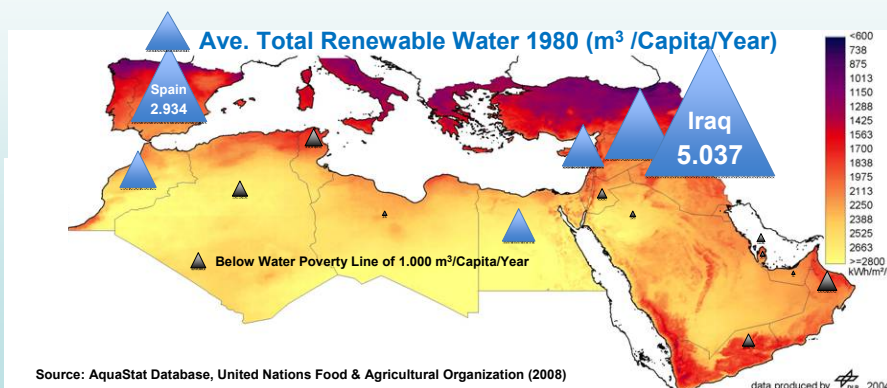 Ave. Total Renewable Water 1980 (m³ /Capita/Year)
Spain
2.934
Iraq
5.037
<600
738
875
1013
1150
1288
1425
1563
1700
1838
1975
2113
2250
2388
2525
2663
>=2800
kWh/m²/
Below Water Poverty Line of 1.000 m³/Capita/Year
Source: AquaStat Database, United Nations Food & Agricultural Organization (2008)
data produced by DLR 2004